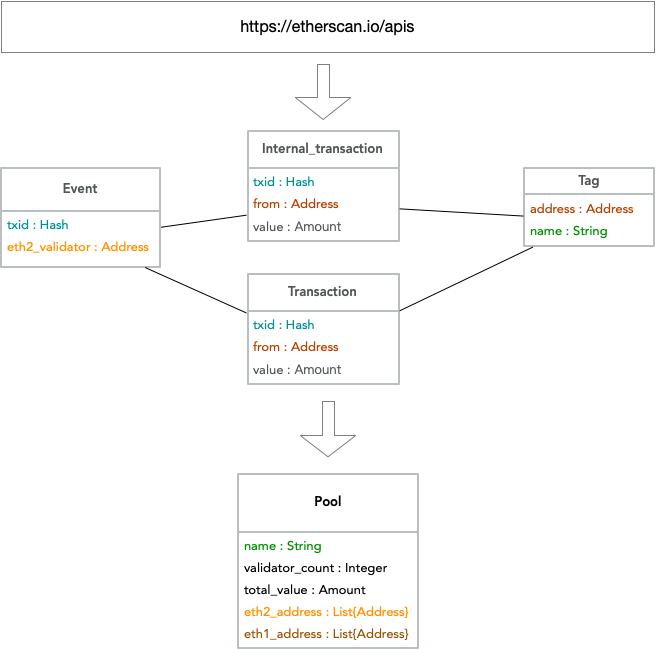 https://etherscan.io/apis
Internal_transaction
txid : Hash
from : Address
value : Amount
Event
txid : Hash
eth2_validator : Address
Tag
address : Address
name : String
Transaction
txid : Hash
from : Address
value : Amount
Pool
name : String
validator_count : Integer
total_value : Amount
eth2_address : List{Address}
eth1_address : List{Address}